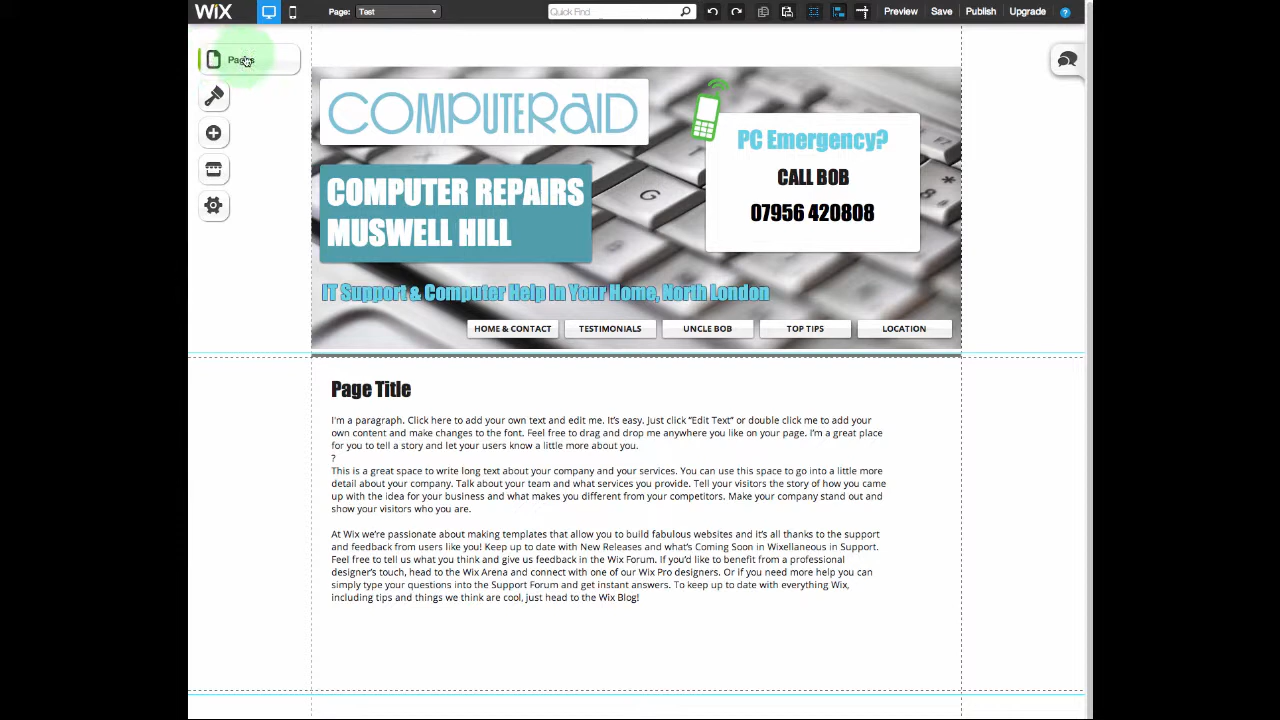 WiX Page: Test Quick Find Preview Save Publish Upgrade ?
Pages
COMPUTERAID
PC Emergency?
CALL BOB
07956 420808
COMPUTER REPAIRS
MUSWELL HILL
G
IT Support & Computer Help In Your Home, North London
HOME & CONTACT TESTIMONIALS UNCLE BOB TOP TIPS LOCATION
Page Title
I'm a paragraph. Click here to add your own text and edit me. It's easy. Just click "Edit Text" or double click me to add your
own content and make changes to the font. Feel free to drag and drop me anywhere you like on your page. I'm a great place
for you to tell a story and let your users know a little more about you.
?
This is a great space to write long text about your company and your services. You can use this space to go into a little more
detail about your company. Talk about your team and what services you provide. Tell your visitors the story of how you came
up with the idea for your business and what makes you different from your competitors. Make your company stand out and
show your visitors who you are.
At Wix we're passionate about making templates that allow you to build fabulous websites and it's all thanks to the support
and feedback from users like you! Keep up to date with New Releases and what's Coming Soon in Wixellaneous in Support.
Feel free to tell us what you think and give us feedback in the Wix Forum. If you'd like to benefit from a professional
designer's touch, head to the Wix Arena and connect with one of our Wix Pro designers. Or if you need more help you can
simply type your questions into the Support Forum and get instant answers. To keep up to date with everything Wix,
including tips and things we think are cool, just head to the Wix Blog!